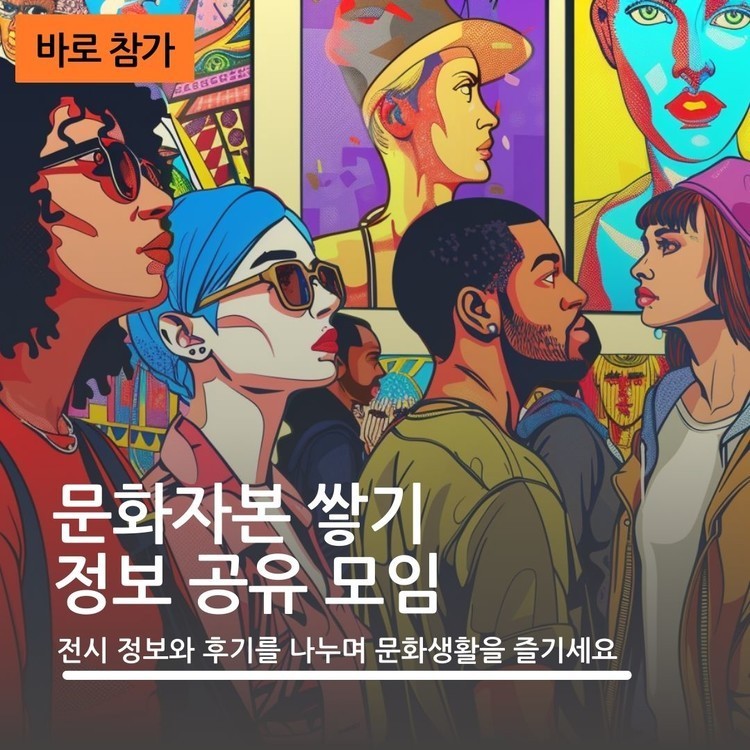 바로 참가
문화자본 쌓기
정보 공유 모임
전시 정보와 후기를 나누며 문화생활을 즐기세요